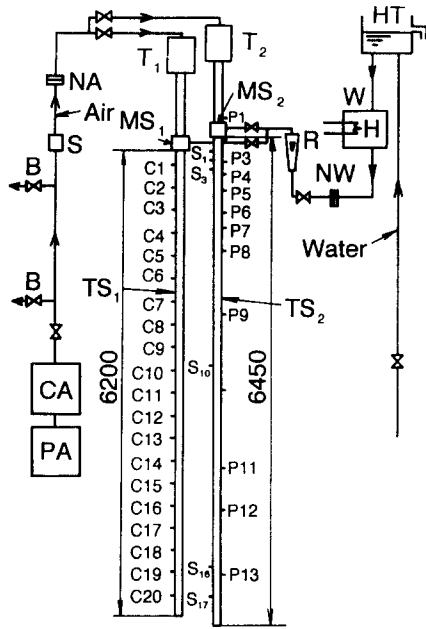 HT
T₁
T₂
NA
Air
MS₁
MS₂
P1
W
H
R
S
B
S₁
S₃
P3
P4
P5
P6
P7
P8
NW
Water
C1
C2
C3
C4
C5
C6
C7
C8
C9
C10
C11
C12
C13
C14
C15
C16
C17
C18
C19
C20
B
TS₁
TS₂
P9
6200
6450
S₁₀
CA
PA
P11
P12
S₁₆
P13
S₁₇